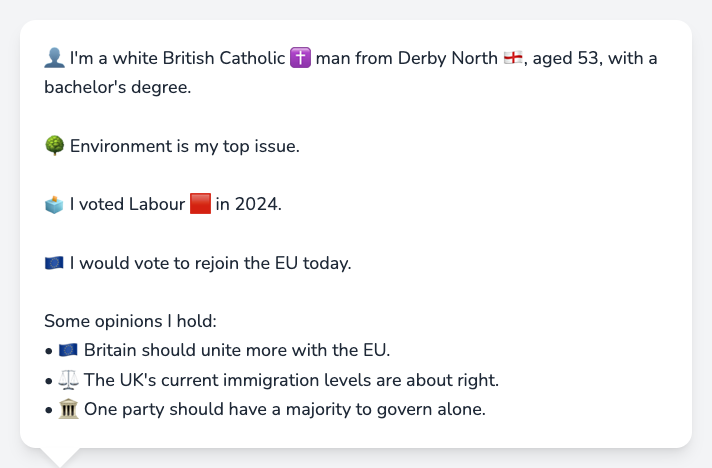 👤 I'm a white British Catholic ✝️ man from Derby North 🏴󠁧󠁢󠁥󠁮󠁧󠁿, aged 53, with a
bachelor's degree.
🌳 Environment is my top issue.
🗳️ I voted Labour 🟥 in 2024.
🇪🇺 I would vote to rejoin the EU today.
Some opinions I hold:
• 🇪🇺 Britain should unite more with the EU.
• ⚖️ The UK's current immigration levels are about right.
• 🏛️ One party should have a majority to govern alone.